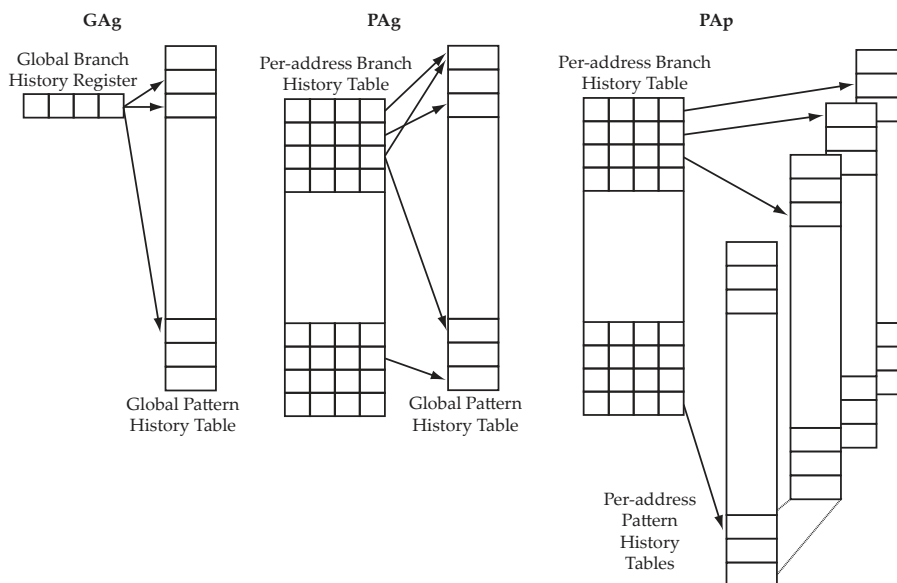 GAg
Global Branch
History Register
Global Pattern
History Table
PAg
Per-address Branch
History Table
Global Pattern
History Table
PAp
Per-address Branch
History Table
Per-address
Pattern
History
Tables